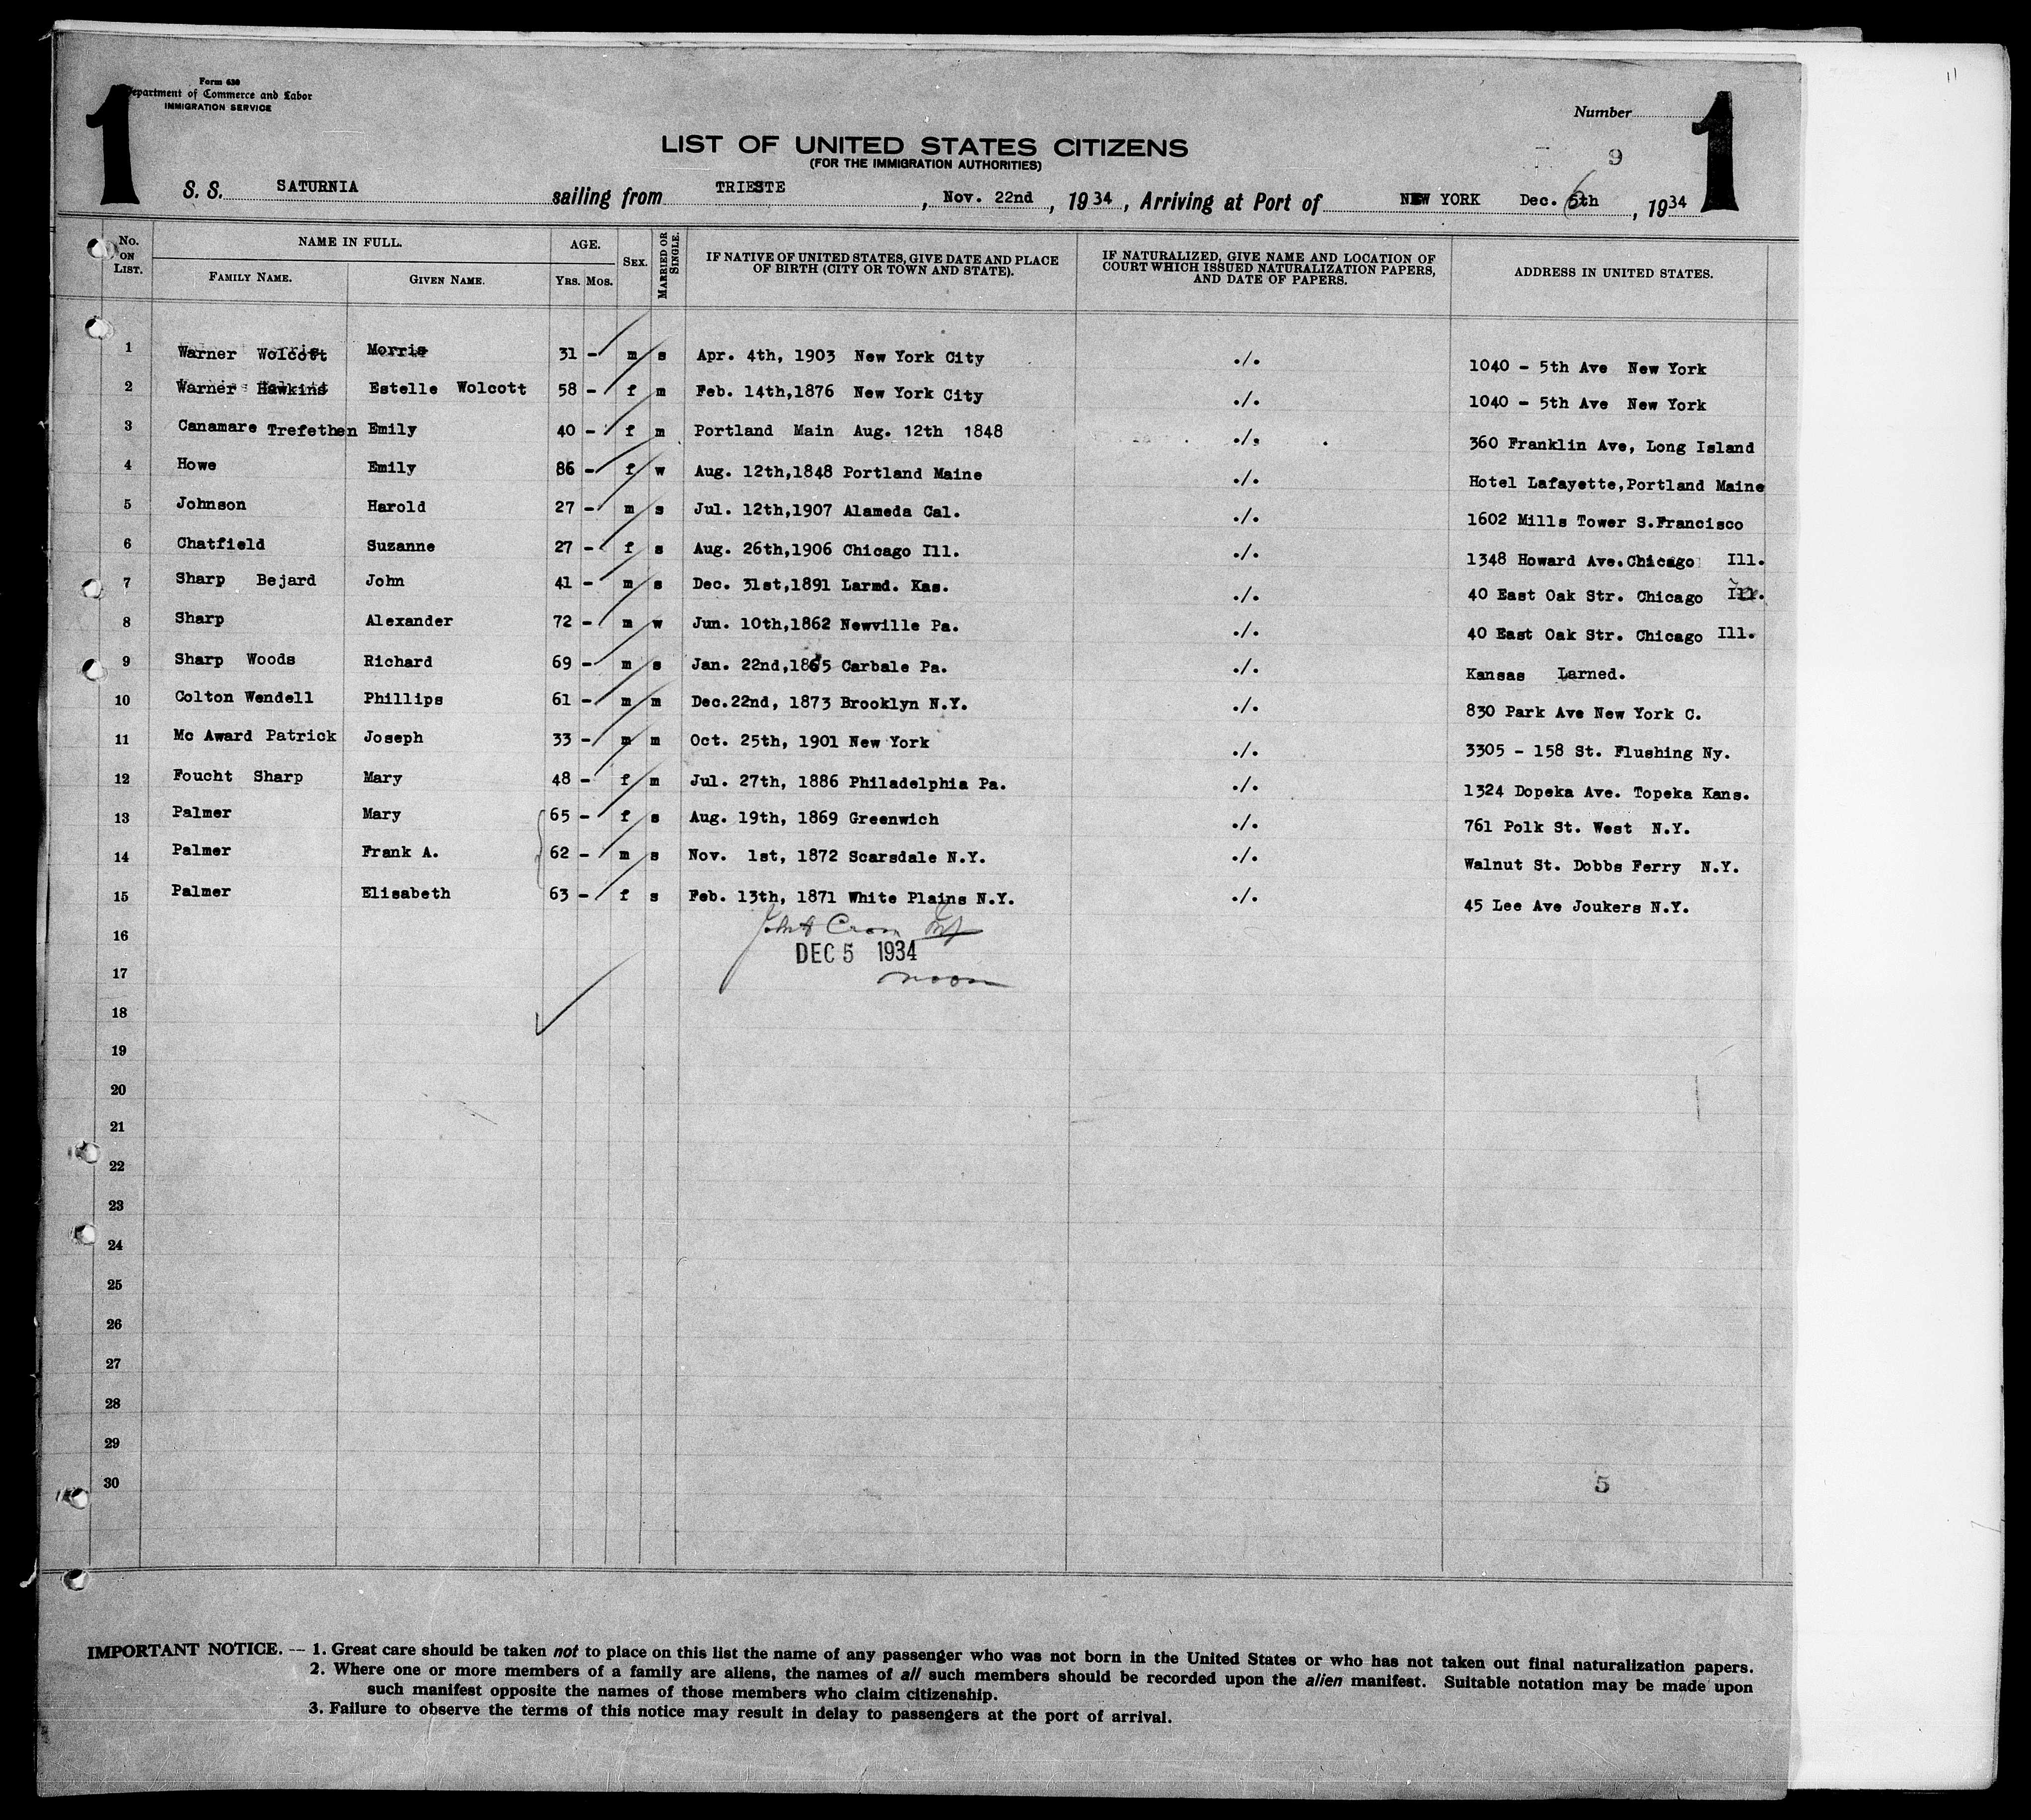 1
Form 630
Department of Commerce and Labor
IMMIGRATION SERVICE
Number
1
LIST OF UNITED STATES CITIZENS
(FOR THE IMMIGRATION AUTHORITIES)
9
S. S. SATURNIA sailing from TRIESTE, Nov. 22nd, 1934, Arriving at Port of NEW YORK Dec. 6th, 1934
No. ON LIST. NAME IN FULL. FAMILY NAME. GIVEN NAME. AGE. YRS. MOS. SEX. MARRIED OR SINGLE. IF NATIVE OF UNITED STATES, GIVE DATE AND PLACE OF BIRTH (CITY OR TOWN AND STATE). IF NATURALIZED, GIVE NAME AND LOCATION OF COURT WHICH ISSUED NATURALIZATION PAPERS, AND DATE OF PAPERS. ADDRESS IN UNITED STATES.
1 Warner Wolcott Morris 31 - m s Apr. 4th, 1903 New York City ./. 1040 - 5th Ave New York
2 Warner Hawkins Estelle Wolcott 58 - f m Feb. 14th,1876 New York City ./. 1040 - 5th Ave New York
3 Canamare Trefethen Emily 40 - f m Portland Main Aug. 12th 1848 ./. 360 Franklin Ave, Long Island
4 Howe Emily 86 - f w Aug. 12th,1848 Portland Maine ./. Hotel Lafayette,Portland Maine
5 Johnson Harold 27 - m s Jul. 12th,1907 Alameda Cal. ./. 1602 Mills Tower S.Francisco
6 Chatfield Suzanne 27 - f s Aug. 26th,1906 Chicago Ill. ./. 1348 Howard Ave.Chicago Ill.
7 Sharp Bejard John 41 - m s Dec. 31st,1891 Larmd. Kas. ./. 40 East Oak Str. Chicago Ill.
8 Sharp Alexander 72 - m w Jun. 10th,1862 Newville Pa. ./. 40 East Oak Str. Chicago Ill.
9 Sharp Woods Richard 69 - m s Jan. 22nd,1865 Carbale Pa. ./. Kansas Larned.
10 Colton Wendell Phillips 61 - m m Dec.22nd, 1873 Brooklyn N.Y. ./. 830 Park Ave New York C.
11 Mc Award Patrick Joseph 33 - m m Oct. 25th, 1901 New York ./. 3305 - 158 St. Flushing Ny.
12 Foucht Sharp Mary 48 - f m Jul. 27th, 1886 Philadelphia Pa. ./. 1324 Dopeka Ave. Topeka Kans.
13 Palmer Mary 65 - f s Aug. 19th, 1869 Greenwich ./. 761 Polk St. West N.Y.
14 Palmer Frank A. 62 - m s Nov. 1st, 1872 Scarsdale N.Y. ./. Walnut St. Dobbs Ferry N.Y.
15 Palmer Elisabeth 63 - f s Feb. 13th, 1871 White Plains N.Y. ./. 45 Lee Ave Joukers N.Y.
16
DEC 5 1934
17 noon
18
19
20
21
22
23
24
25
26
27
28
29
30
5
IMPORTANT NOTICE. — 1. Great care should be taken not to place on this list the name of any passenger who was not born in the United States or who has not taken out final naturalization papers.
2. Where one or more members of a family are aliens, the names of all such members should be recorded upon the alien manifest. Suitable notation may be made upon
such manifest opposite the names of those members who claim citizenship.
3. Failure to observe the terms of this notice may result in delay to passengers at the port of arrival.